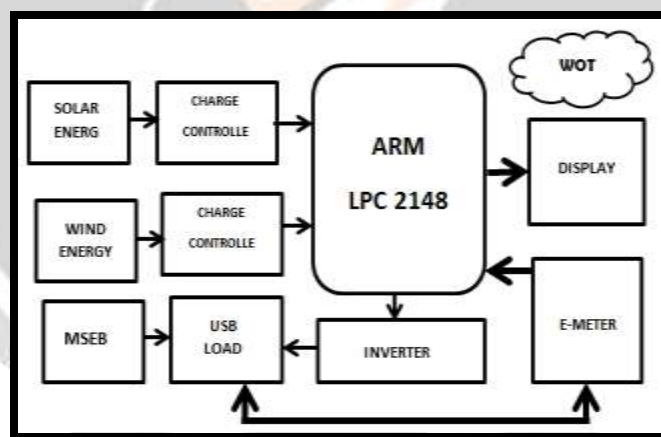 SOLAR
ENERG
CHARGE
CONTROLLE
ARM
LPC 2148
WOT
DISPLAY
WIND
ENERGY
CHARGE
CONTROLLE
MSEB
USB
LOAD
INVERTER
E-METER